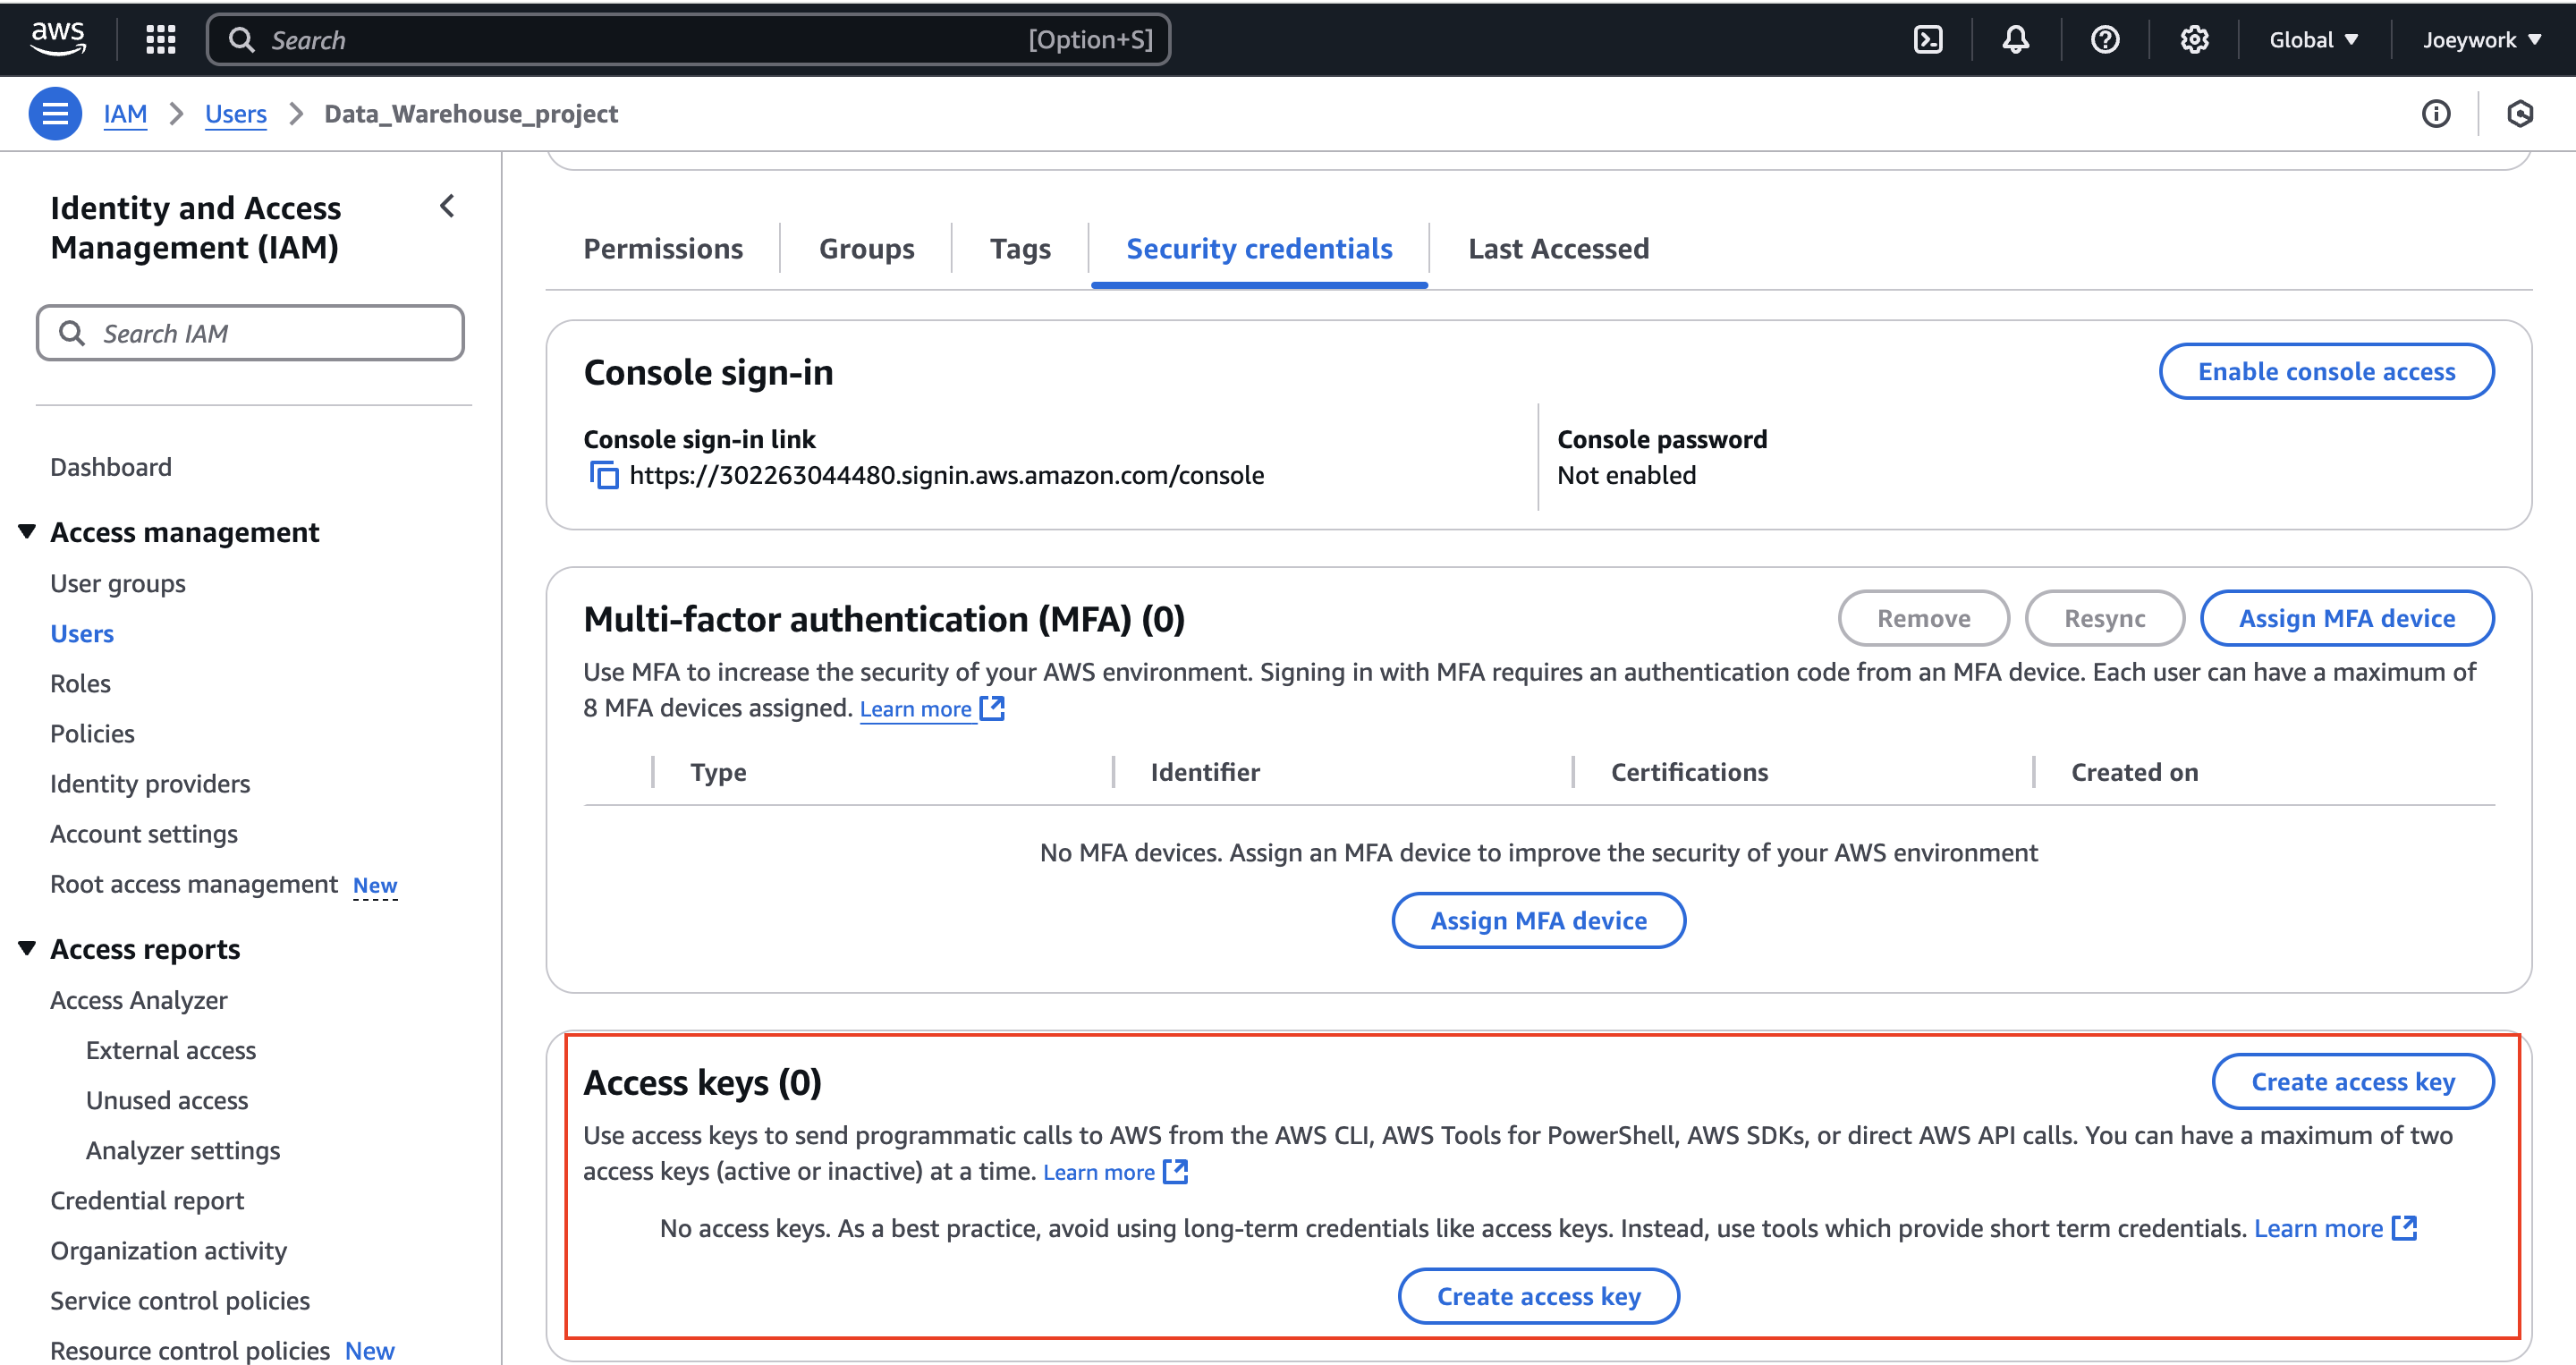 aws
Search
[Option+S]
Global
Joeywork
IAM
Users
Data_Warehouse_project
Identity and Access
Management (IAM)
Search IAM
Dashboard
Access management
User groups
Users
Roles
Policies
Identity providers
Account settings
Root access management New
Access reports
Access Analyzer
External access
Unused access
Analyzer settings
Credential report
Organization activity
Service control policies
Resource control policies New
Permissions
Groups
Tags
Security credentials
Last Accessed
Console sign-in
Enable console access
Console sign-in link
https://302263044480.signin.aws.amazon.com/console
Console password
Not enabled
Multi-factor authentication (MFA) (0)
Remove
Resync
Assign MFA device
Use MFA to increase the security of your AWS environment. Signing in with MFA requires an authentication code from an MFA device. Each user can have a maximum of
8 MFA devices assigned. Learn more
Type
Identifier
Certifications
Created on
No MFA devices. Assign an MFA device to improve the security of your AWS environment
Assign MFA device
Access keys (0)
Create access key
Use access keys to send programmatic calls to AWS from the AWS CLI, AWS Tools for PowerShell, AWS SDKs, or direct AWS API calls. You can have a maximum of two
access keys (active or inactive) at a time. Learn more
No access keys. As a best practice, avoid using long-term credentials like access keys. Instead, use tools which provide short term credentials. Learn more
Create access key